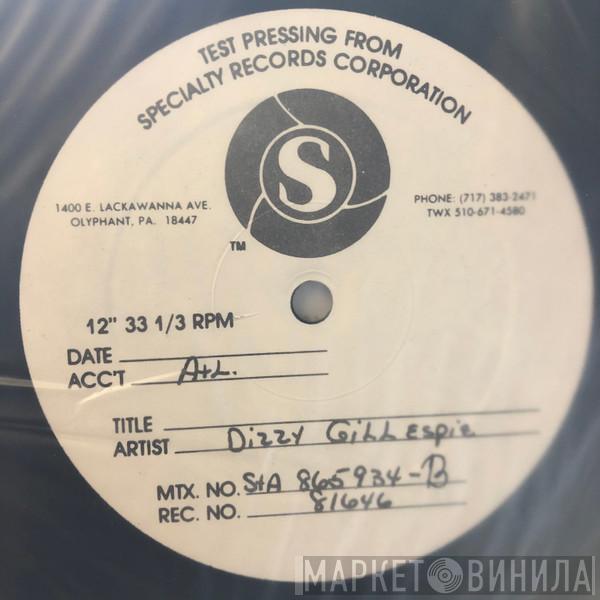 TEST PRESSING FROM
SPECIALTY RECORDS CORPORATION
S
1400 E. LACKAWANNA AVE.
OLYPHANT, PA. 18447
PHONE: (717) 383-2471
TWX 510-671-4580
TM
12" 33 1/3 RPM
DATE
ACC'T A+L.
TITLE
ARTIST Dizzy Gillespie
MTX. NO. StA 865934-B
REC. NO. 81646
МАРКЕТ ВИНИЛА